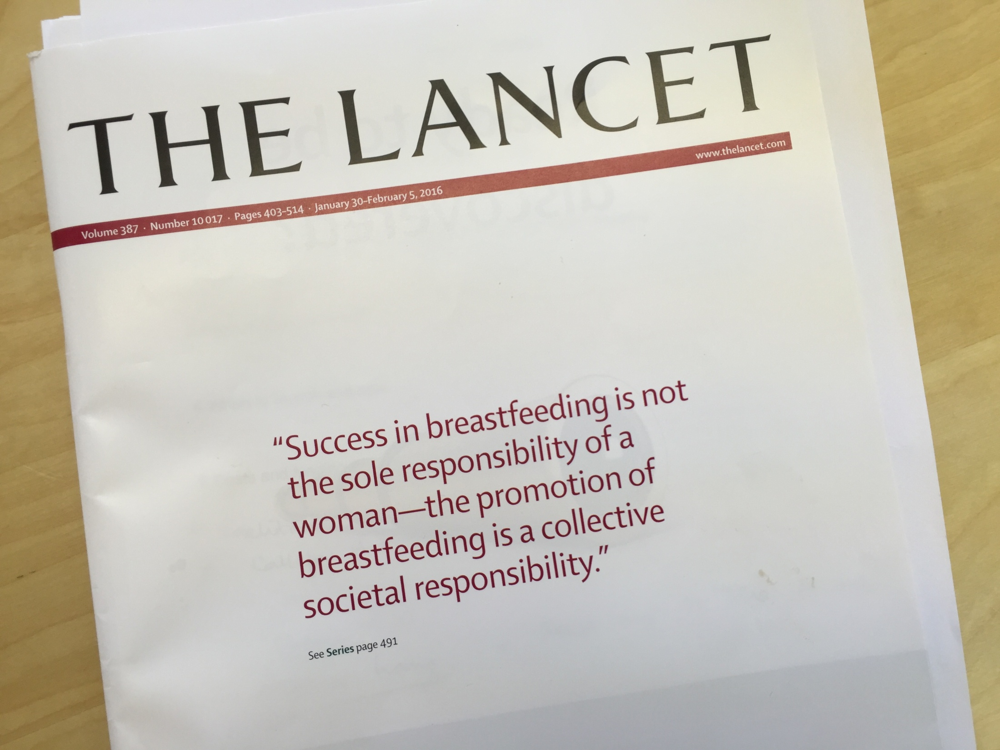 THE LANCET
www.thelancet.com
Volume 387 · Number 10 017 · Pages 403–514 · January 30–February 5, 2016
“Success in breastfeeding is not
the sole responsibility of a
woman—the promotion of
breastfeeding is a collective
societal responsibility.”
See Series page 491